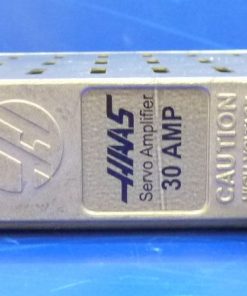 HAAS
Servo Amplifier
30 AMP
CAUTION